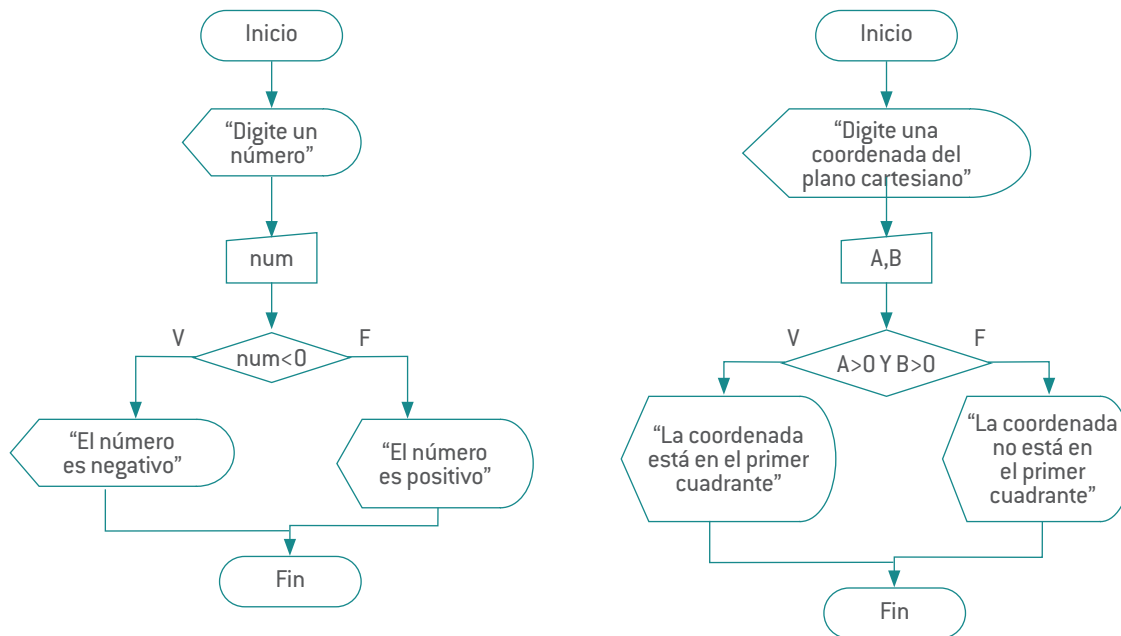 Inicio
“Digite un
número”
num
V
F
num<0
“El número
es negativo”
“El número
es positivo”
Fin
Inicio
“Digite una
coordenada del
plano cartesiano”
A,B
V
F
A>0 Y B>0
“La coordenada
está en el primer
cuadrante”
“La coordenada
no está en
el primer
cuadrante”
Fin